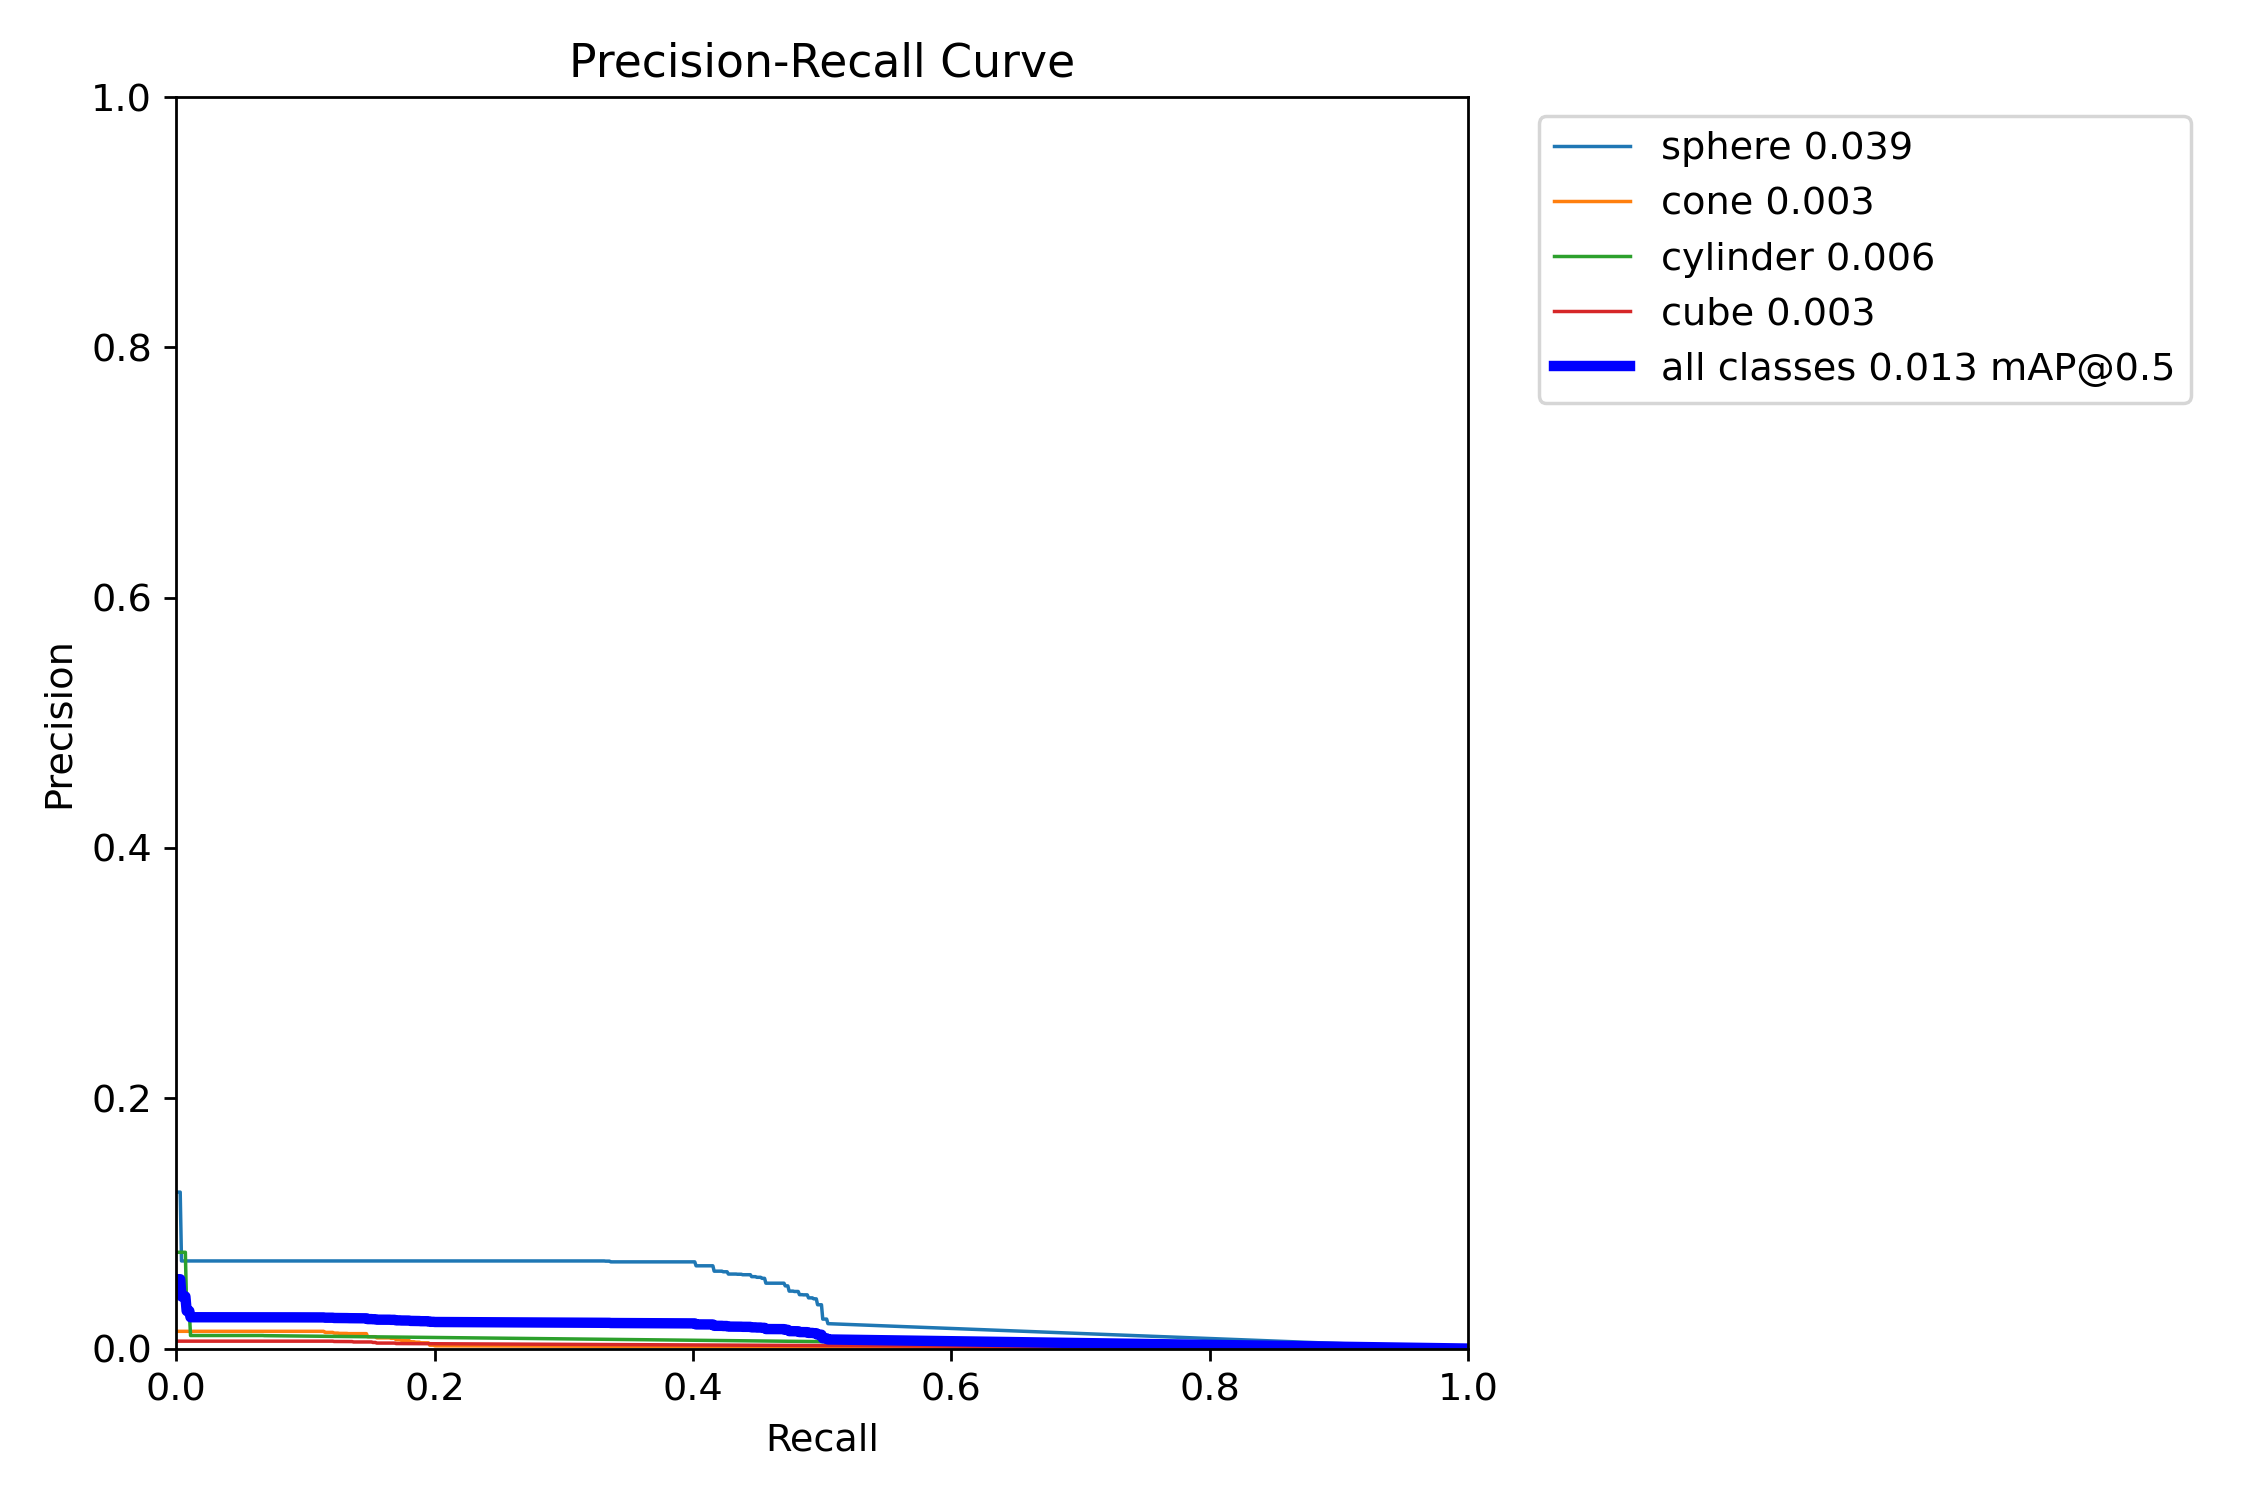 Precision-Recall Curve
1.0
0.8
0.6
0.4
0.2
0.0
Precision
0.0 0.2 0.4 0.6 0.8 1.0
Recall
sphere 0.039
cone 0.003
cylinder 0.006
cube 0.003
all classes 0.013 mAP@0.5